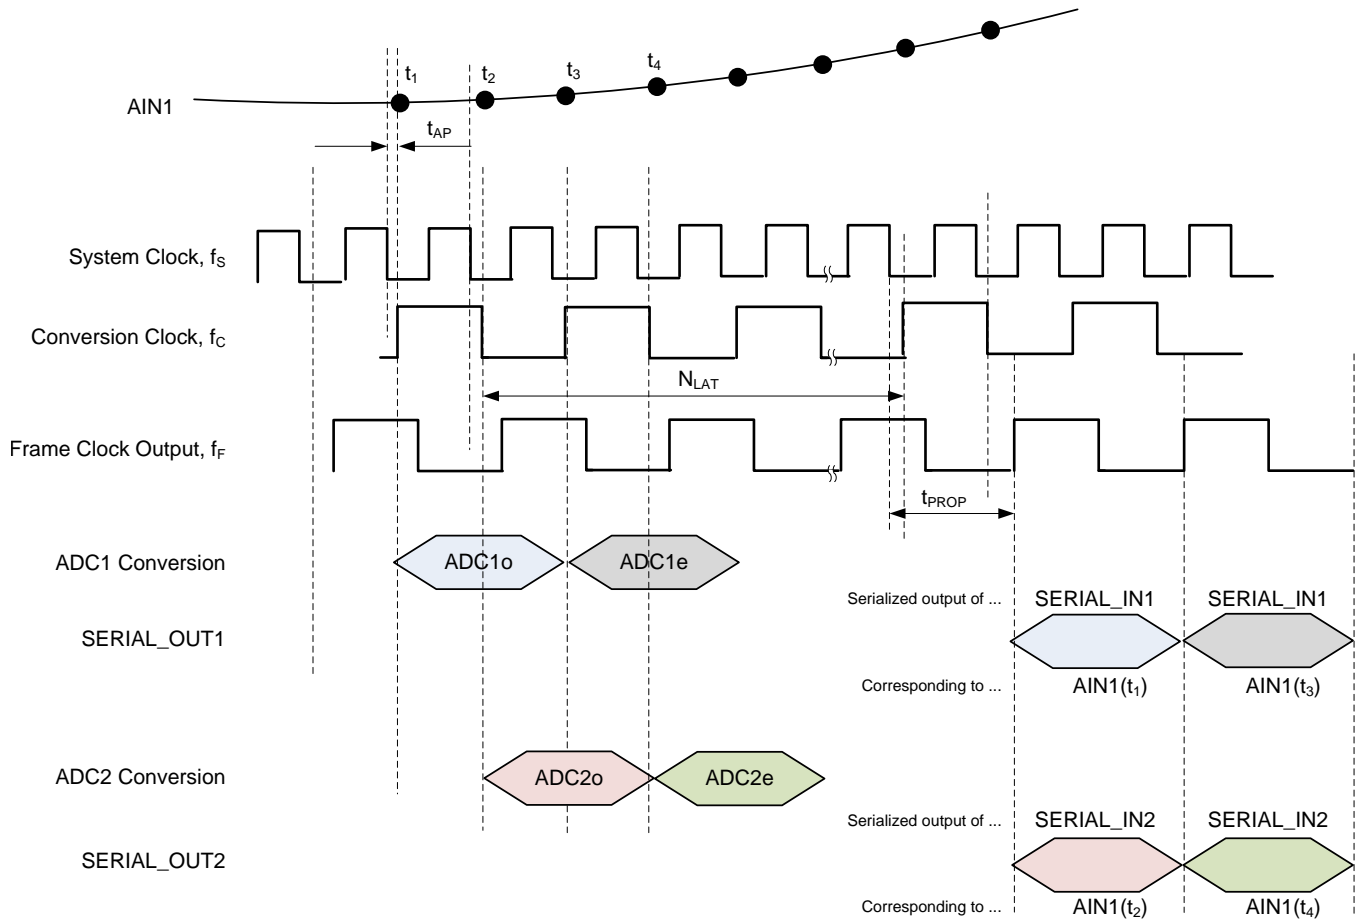 t1
t2
t3
t4
AIN1
tAP
System Clock, fS
Conversion Clock, fC
NLAT
Frame Clock Output, fF
tPROP
ADC1 Conversion
ADC1o
ADC1e
Serialized output of ...
SERIAL_IN1
SERIAL_IN1
SERIAL_OUT1
Corresponding to ...
AIN1(t1)
AIN1(t3)
ADC2 Conversion
ADC2o
ADC2e
Serialized output of ...
SERIAL_IN2
SERIAL_IN2
SERIAL_OUT2
Corresponding to ...
AIN1(t2)
AIN1(t4)